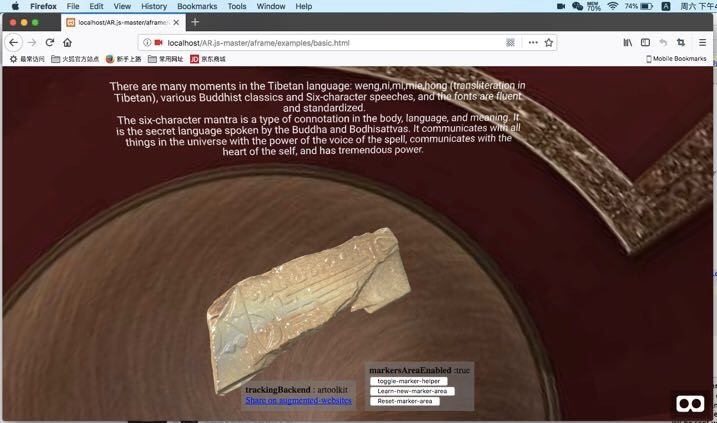 Firefox File Edit View History Bookmarks Tools Window Help
MEM 70% 74% A 周六 下午4
localhost/AR.js-master/aframe/
localhost/AR.js-master/aframe/examples/basic.html
最常访问 火狐官方站点 新手上路 常用网址 JD 京东商城 Mobile Bookmarks
There are many moments in the Tibetan language: weng,ni,mi,mie,hong (transliteration in
Tibetan), various Buddhist classics and Six-character speeches, and the fonts are fluent
and standardized.
The six-character mantra is a type of connotation in the body, language, and meaning. It
is the secret language spoken by the Buddha and Bodhisattvas. It communicates with all
things in the universe with the power of the voice of the spell, communicates with the
heart of the self, and has tremendous power.
trackingBackend : artoolkit
Share on augmented-websites
markersAreaEnabled :true
toggle-marker-helper
Learn-new-marker-area
Reset-marker-area